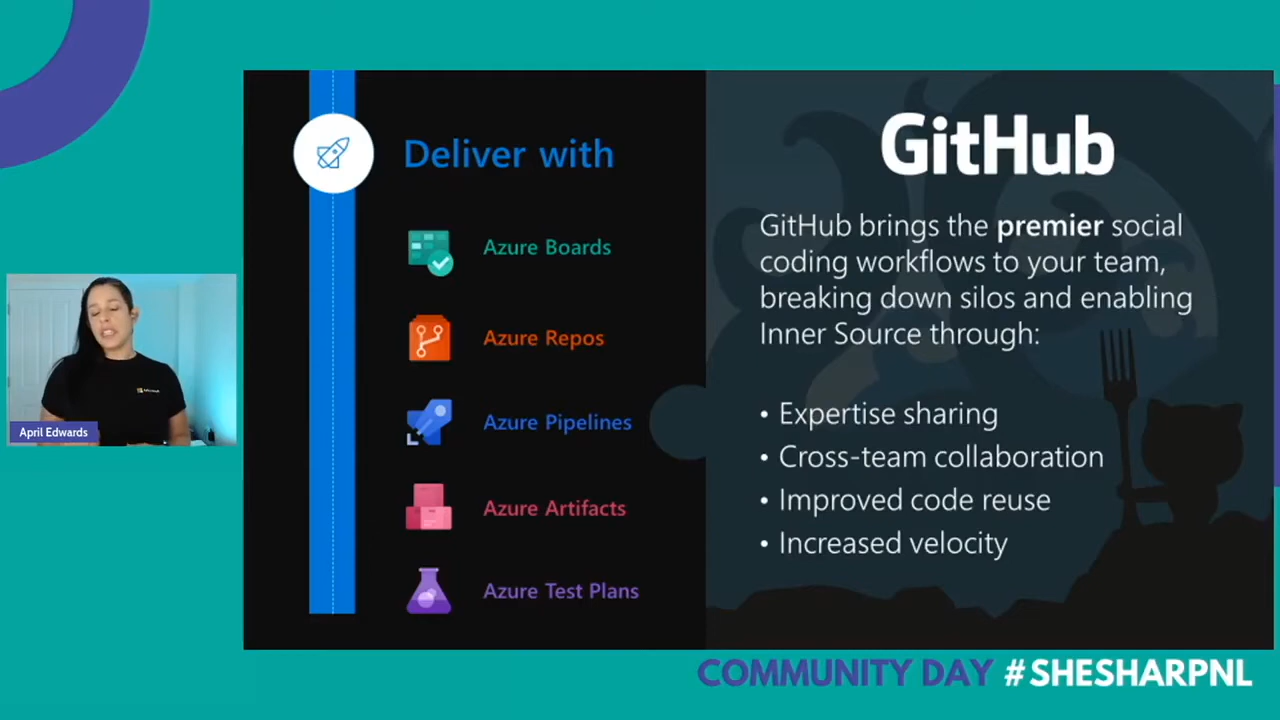 Deliver with
Azure Boards
Azure Repos
Azure Pipelines
Azure Artifacts
Azure Test Plans
GitHub
GitHub brings the premier social
coding workflows to your team,
breaking down silos and enabling
Inner Source through:
• Expertise sharing
• Cross-team collaboration
• Improved code reuse
• Increased velocity
Microsoft
April Edwards
COMMUNITY DAY #SHESHARPNL